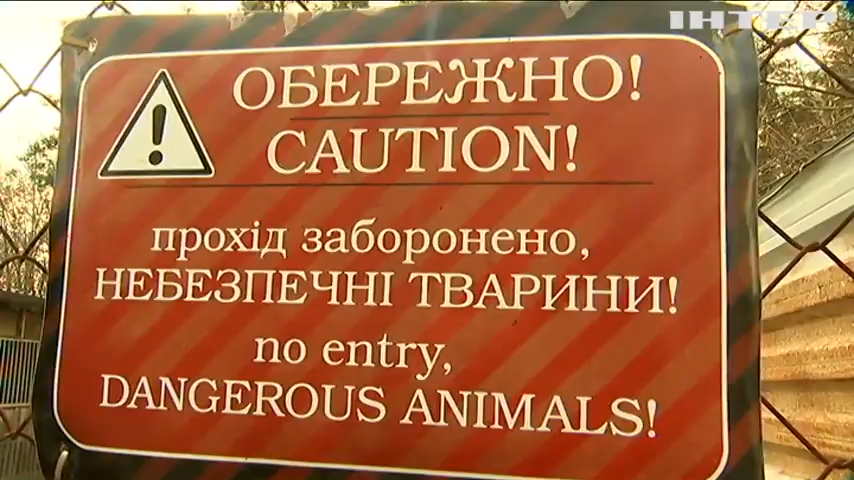 ІНТЕР
ОБЕРЕЖНО!
CAUTION!
прохід заборонено,
НЕБЕЗПЕЧНІ ТВАРИНИ!
no entry,
DANGEROUS ANIMALS!